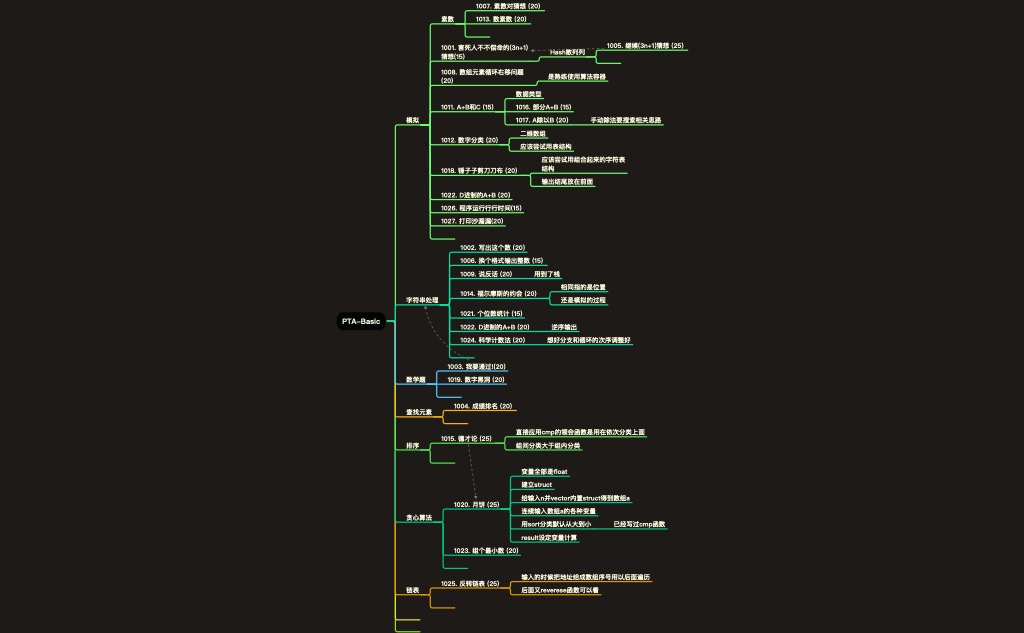 PTA-Basic
模拟
素数
1007. 素数对猜想 (20)
1013. 数素数 (20)
1001. 害死人不偿命的(3n+1)
猜想(15)
Hash散列列
1005. 继续(3n+1)猜想 (25)
1008. 数组元素循环右移问题
(20)
是熟练使用算法容器
1011. A+B和C (15)
数据类型
1016. 部分A+B (15)
1017. A除以B (20)
手动除法要搜索相关思路
1012. 数字分类 (20)
二维数组
应该尝试用表结构
1018. 锤子子剪刀刀布 (20)
应该尝试用组合起来的字符表
结构
输出结尾放在前面
1022. D进制的A+B (20)
1026. 程序运行行行时间(15)
1027. 打印沙漏漏(20)
字符串处理
1002. 写出这个数 (20)
1006. 换个格式输出整数 (15)
1009. 说反话 (20)
用到了栈
1014. 福尔摩斯的约会 (20)
相同指的是位置
还是模拟的过程
1021. 个位数统计 (15)
1022. D进制的A+B (20)
逆序输出
1024. 科学计数法 (20)
想好分支和循环的次序调整好
数学题
1003. 我要通过!(20)
1019. 数字黑洞 (20)
查找元素
1004. 成绩排名 (20)
排序
1015. 德才论 (25)
直接应用cmp的领会函数是用在依次分类上面
组间分类大于组内分类
贪心算法
1020. 月饼 (25)
变量全部是float
建立struct
给输入n并vector内置struct得到数组a
连续输入数组a的各种变量
用sort分类默认从大到小
已经写过cmp函数
result设定变量计算
1023. 组个最小数 (20)
链表
1025. 反转链表 (25)
输入的时候把地址给成数组序号用以后面遍历
后面又reverese函数可以看